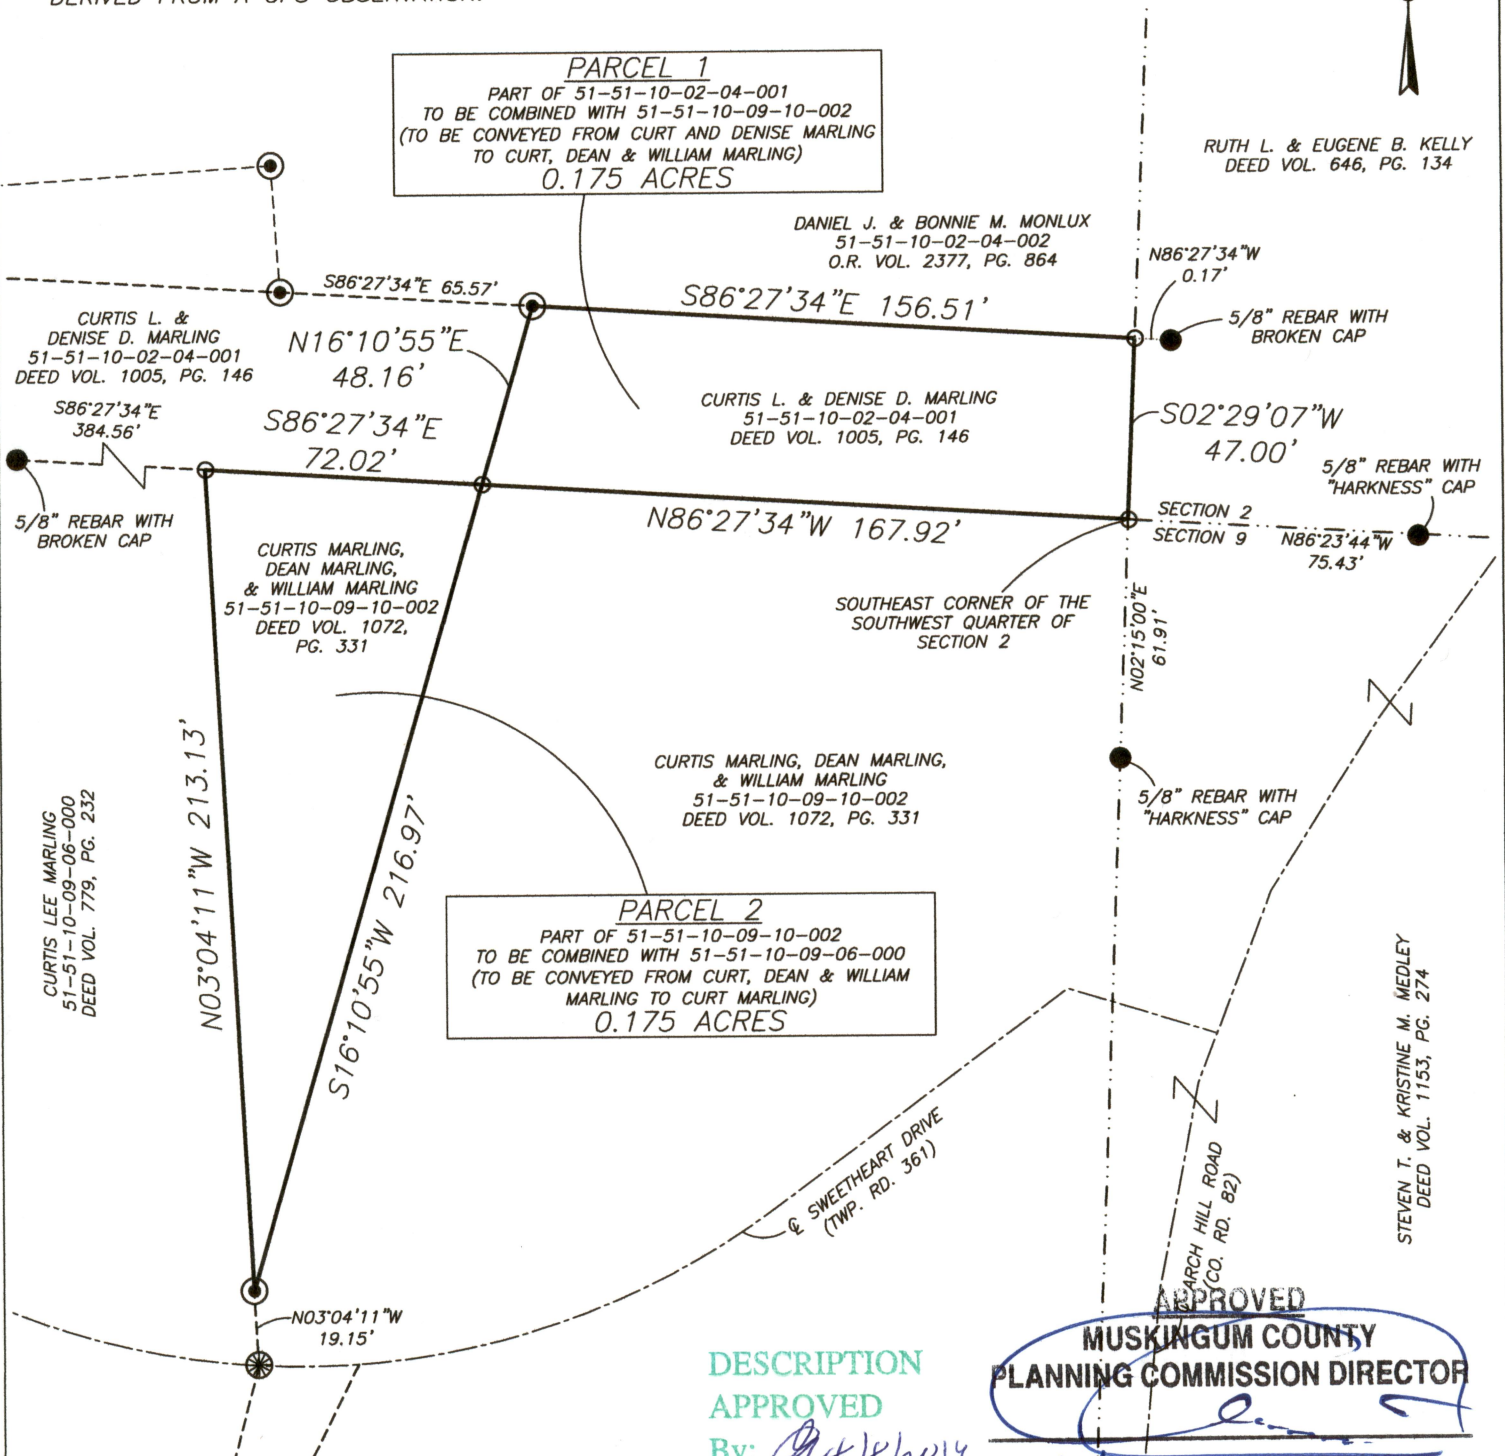 DERIVED FROM A GPS OBSERVATION.
PARCEL 1
PART OF 51-51-10-02-04-001
TO BE COMBINED WITH 51-51-10-09-10-002
(TO BE CONVEYED FROM CURT AND DENISE MARLING
TO CURT, DEAN & WILLIAM MARLING)
0.175 ACRES
RUTH L. & EUGENE B. KELLY
DEED VOL. 646, PG. 134
DANIEL J. & BONNIE M. MONLUX
51-51-10-02-04-002
O.R. VOL. 2377, PG. 864
N86°27'34"W
0.17'
S86°27'34"E 65.57'
S86°27'34"E 156.51'
5/8" REBAR WITH
BROKEN CAP
CURTIS L. &
DENISE D. MARLING
51-51-10-02-04-001
DEED VOL. 1005, PG. 146
N16°10'55"E
48.16'
S86°27'34"E
384.56'
S86°27'34"E
72.02'
CURTIS L. & DENISE D. MARLING
51-51-10-02-04-001
DEED VOL. 1005, PG. 146
S02°29'07"W
47.00'
5/8" REBAR WITH
"HARKNESS" CAP
5/8" REBAR WITH
BROKEN CAP
N86°27'34"W 167.92'
SECTION 2
SECTION 9
N86°23'44"W
75.43'
CURTIS MARLING,
DEAN MARLING,
& WILLIAM MARLING
51-51-10-09-10-002
DEED VOL. 1072,
PG. 331
SOUTHEAST CORNER OF THE
SOUTHWEST QUARTER OF
SECTION 2
N02°15'00"E
61.91'
CURTIS MARLING, DEAN MARLING,
& WILLIAM MARLING
51-51-10-09-10-002
DEED VOL. 1072, PG. 331
5/8" REBAR WITH
"HARKNESS" CAP
CURTIS LEE MARLING
51-51-10-09-06-000
DEED VOL. 779, PG. 232
N03°04'11"W 213.13'
S16°10'55"W 216.97'
PARCEL 2
PART OF 51-51-10-09-10-002
TO BE COMBINED WITH 51-51-10-09-06-000
(TO BE CONVEYED FROM CURT, DEAN & WILLIAM
MARLING TO CURT MARLING)
0.175 ACRES
STEVEN T. & KRISTINE M. MEDLEY
DEED VOL. 1153, PG. 274
℄ SWEETHEART DRIVE
(TWP. RD. 361)
ARCH HILL ROAD
(CO. RD. 82)
N03°04'11"W
19.15'
APPROVED
MUSKINGUM COUNTY
PLANNING COMMISSION DIRECTOR
DESCRIPTION
APPROVED
By: